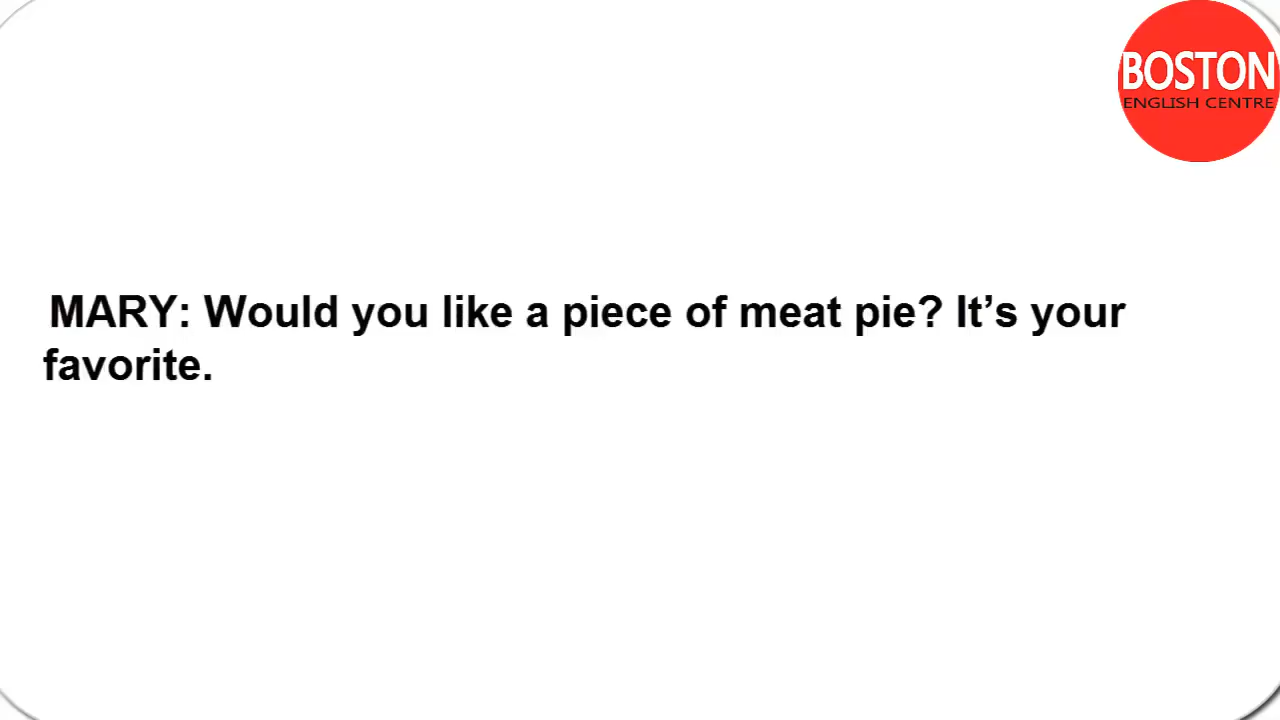 BOSTON
ENGLISH CENTRE
MARY: Would you like a piece of meat pie? It’s your
favorite.